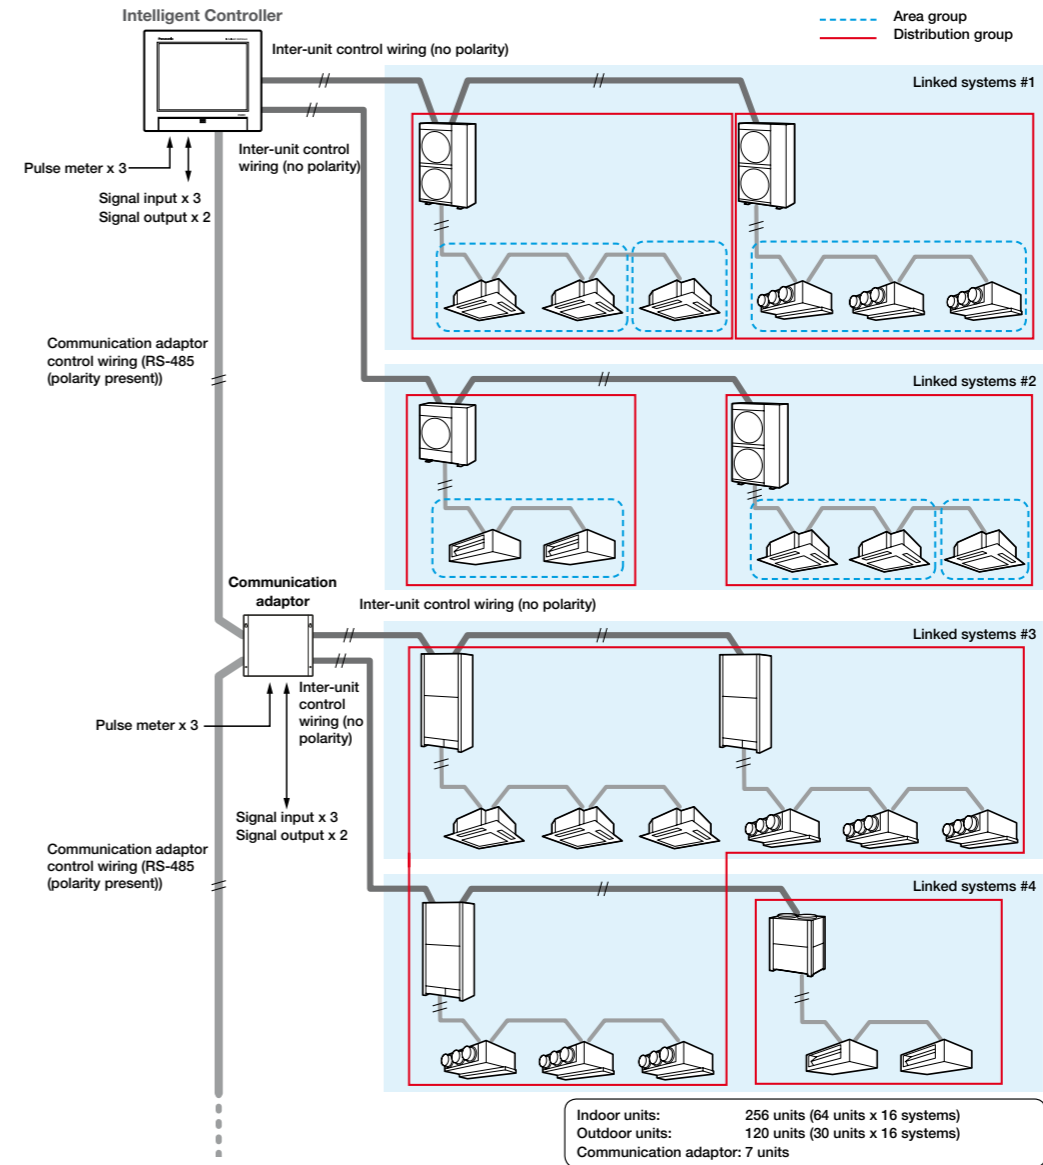 Intelligent Controller
Area group
Distribution group
Inter-unit control wiring (no polarity)
Linked systems #1
Panasonic
Inter-unit control
wiring (no polarity)
Pulse meter x 3
Signal input x 3
Signal output x 2
Communication adaptor
control wiring (RS-485
(polarity present))
Linked systems #2
Communication
adaptor
Inter-unit control wiring (no polarity)
Linked systems #3
Inter-unit
control
wiring (no
polarity)
Pulse meter x 3
Signal input x 3
Signal output x 2
Communication adaptor
control wiring (RS-485
(polarity present))
Linked systems #4
Indoor units: 256 units (64 units x 16 systems)
Outdoor units: 120 units (30 units x 16 systems)
Communication adaptor: 7 units